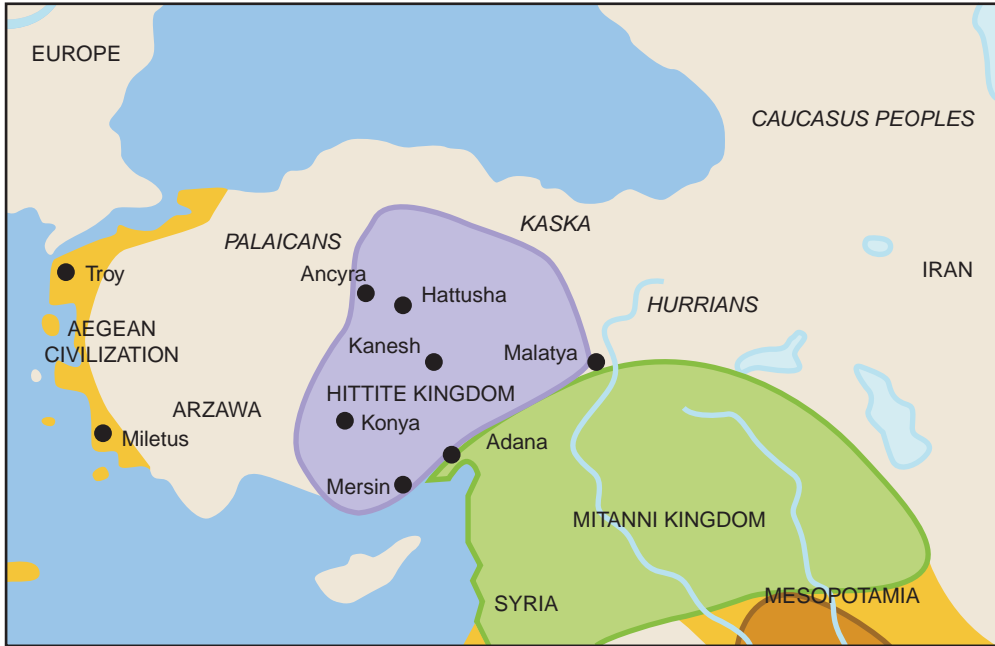 EUROPE
CAUCASUS PEOPLES
KASKA
PALAICANS
IRAN
Ancyra
Troy
Hattusha
HURRIANS
AEGEAN
CIVILIZATION
Kanesh
Malatya
HITTITE KINGDOM
ARZAWA
Konya
Miletus
Adana
Mersin
MITANNI KINGDOM
MESOPOTAMIA
SYRIA